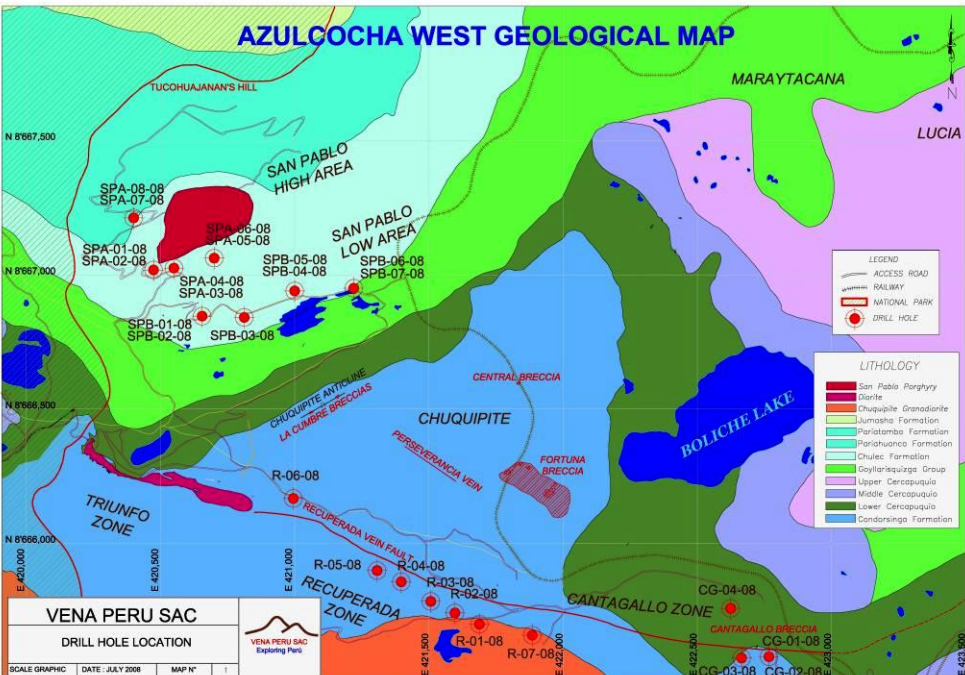 AZULCOCHA WEST GEOLOGICAL MAP
MARAYTACANA
N
LUCIA
TUCOHUAJANAN'S HILL
N 8'667,500
SAN PABLO
HIGH AREA
SPA-08-08
SPA-07-08
SAN PABLO
LOW AREA
SPA-06-08
SPA-05-08
SPA-01-08
SPA-02-08
SPB-05-08
SPB-04-08
SPB-06-08
SPB-07-08
N 8'667,000
SPA-04-08
SPA-03-08
SPB-01-08
SPB-02-08
SPB-03-08
LEGEND
ACCESS ROAD
RAILWAY
NATIONAL PARK
DRILL HOLE
LITHOLOGY
San Pablo Porghyry
Diorite
Chuquipite Granodiorite
Jumasha Formation
Pariatambo Formation
Pariahuanca Formation
Chulec Formation
Goyllarisquizga Group
Upper Cercapuquio
Middle Cercapuquio
Lower Cercapuquio
Condorsinga Formation
CENTRAL BRECCIA
CHUQUIPITE ANTICLINE
LA CUMBRE BRECCIAS
N 8'666,500
CHUQUIPITE
BOLICHE LAKE
PERSEVERANCIA VEIN
FORTUNA
BRECCIA
R-06-08
TRIUNFO
ZONE
RECUPERADA VEIN FAULT
N 8'666,000
R-05-08
R-04-08
R-03-08
R-02-08
RECUPERADA
ZONE
CANTAGALLO ZONE
CG-04-08
CANTAGALLO BRECCIA
R-01-08
R-07-08
CG-01-08
CG-03-08
CG-02-08
E 420,000
E 420,500
E 421,000
E 421,500
E 422,000
E 422,500
E 423,000
E 423,500
VENA PERU SAC
DRILL HOLE LOCATION
SCALE GRAPHIC
DATE : JULY 2008
MAP N°
1
VENA PERU SAC
Exploring Perú